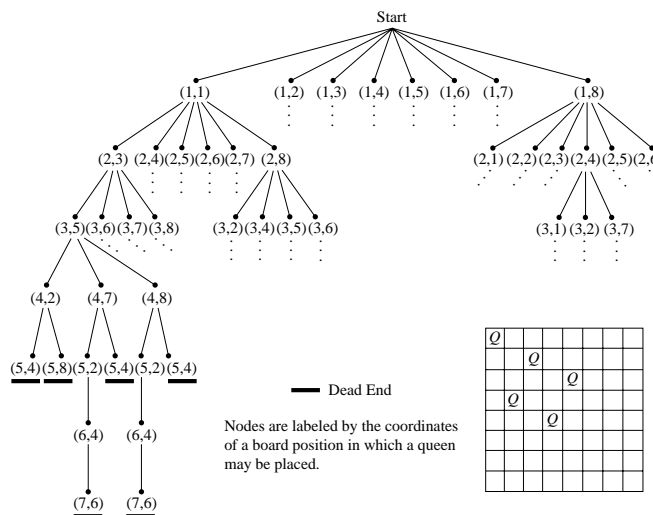 Start
(1,1) (1,2) (1,3) (1,4) (1,5) (1,6) (1,7) (1,8)
(2,3) (2,4) (2,5) (2,6) (2,7) (2,8) (2,1) (2,2) (2,3) (2,4) (2,5) (2,6)
(3,5) (3,6) (3,7) (3,8) (3,2) (3,4) (3,5) (3,6) (3,1) (3,2) (3,7)
(4,2) (4,7) (4,8)
(5,4) (5,8) (5,2) (5,4) (5,2) (5,4)
(6,4) (6,4)
(7,6) (7,6)
Dead End
Nodes are labeled by the coordinates
of a board position in which a queen
may be placed.
Q
Q
Q
Q
Q